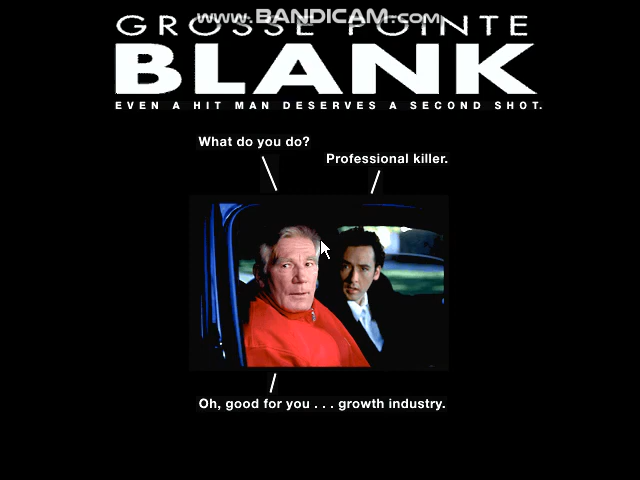 www.BANDICAM.com
GROSSE POINTE
BLANK
EVEN A HIT MAN DESERVES A SECOND SHOT.
What do you do?
Professional killer.
Oh, good for you . . . growth industry.